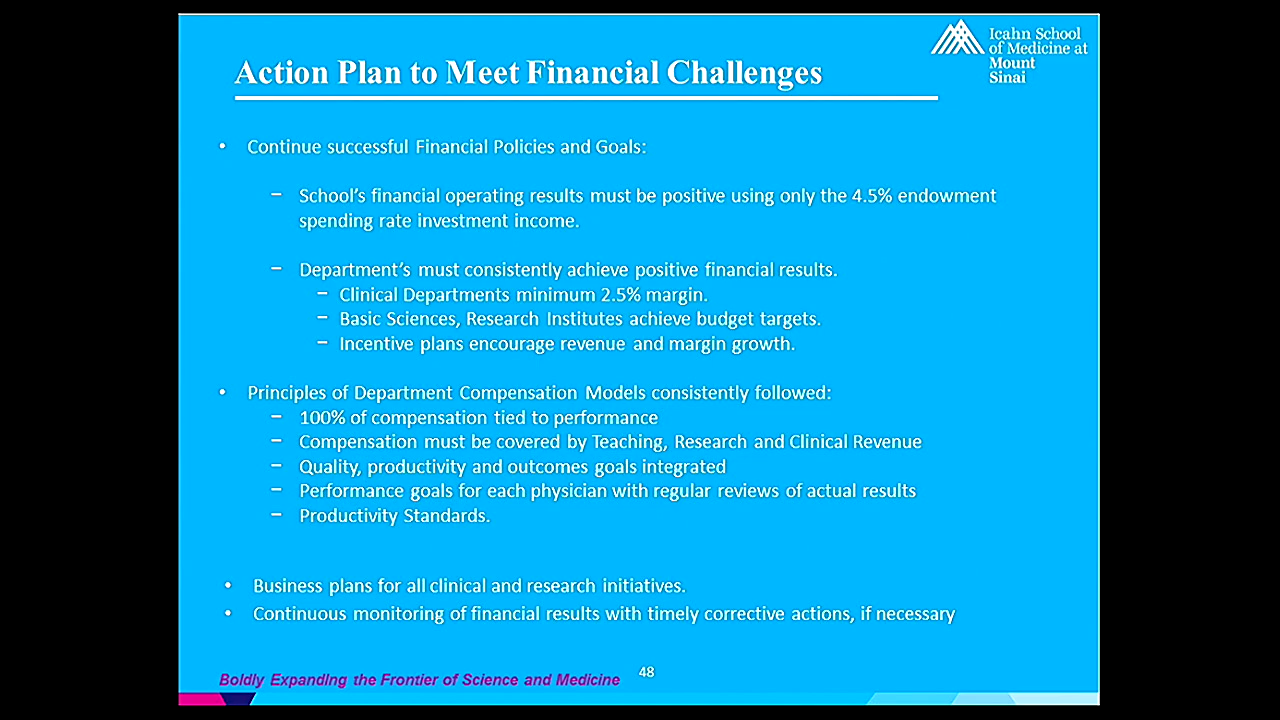 Icahn School
of Medicine at
Mount
Sinai
Action Plan to Meet Financial Challenges
• Continue successful Financial Policies and Goals:
− School's financial operating results must be positive using only the 4.5% endowment
spending rate investment income.
− Department's must consistently achieve positive financial results.
− Clinical Departments minimum 2.5% margin.
− Basic Sciences, Research Institutes achieve budget targets.
− Incentive plans encourage revenue and margin growth.
• Principles of Department Compensation Models consistently followed:
− 100% of compensation tied to performance
− Compensation must be covered by Teaching, Research and Clinical Revenue
− Quality, productivity and outcomes goals integrated
− Performance goals for each physician with regular reviews of actual results
− Productivity Standards.
• Business plans for all clinical and research initiatives.
• Continuous monitoring of financial results with timely corrective actions, if necessary
Boldly Expanding the Frontier of Science and Medicine
48